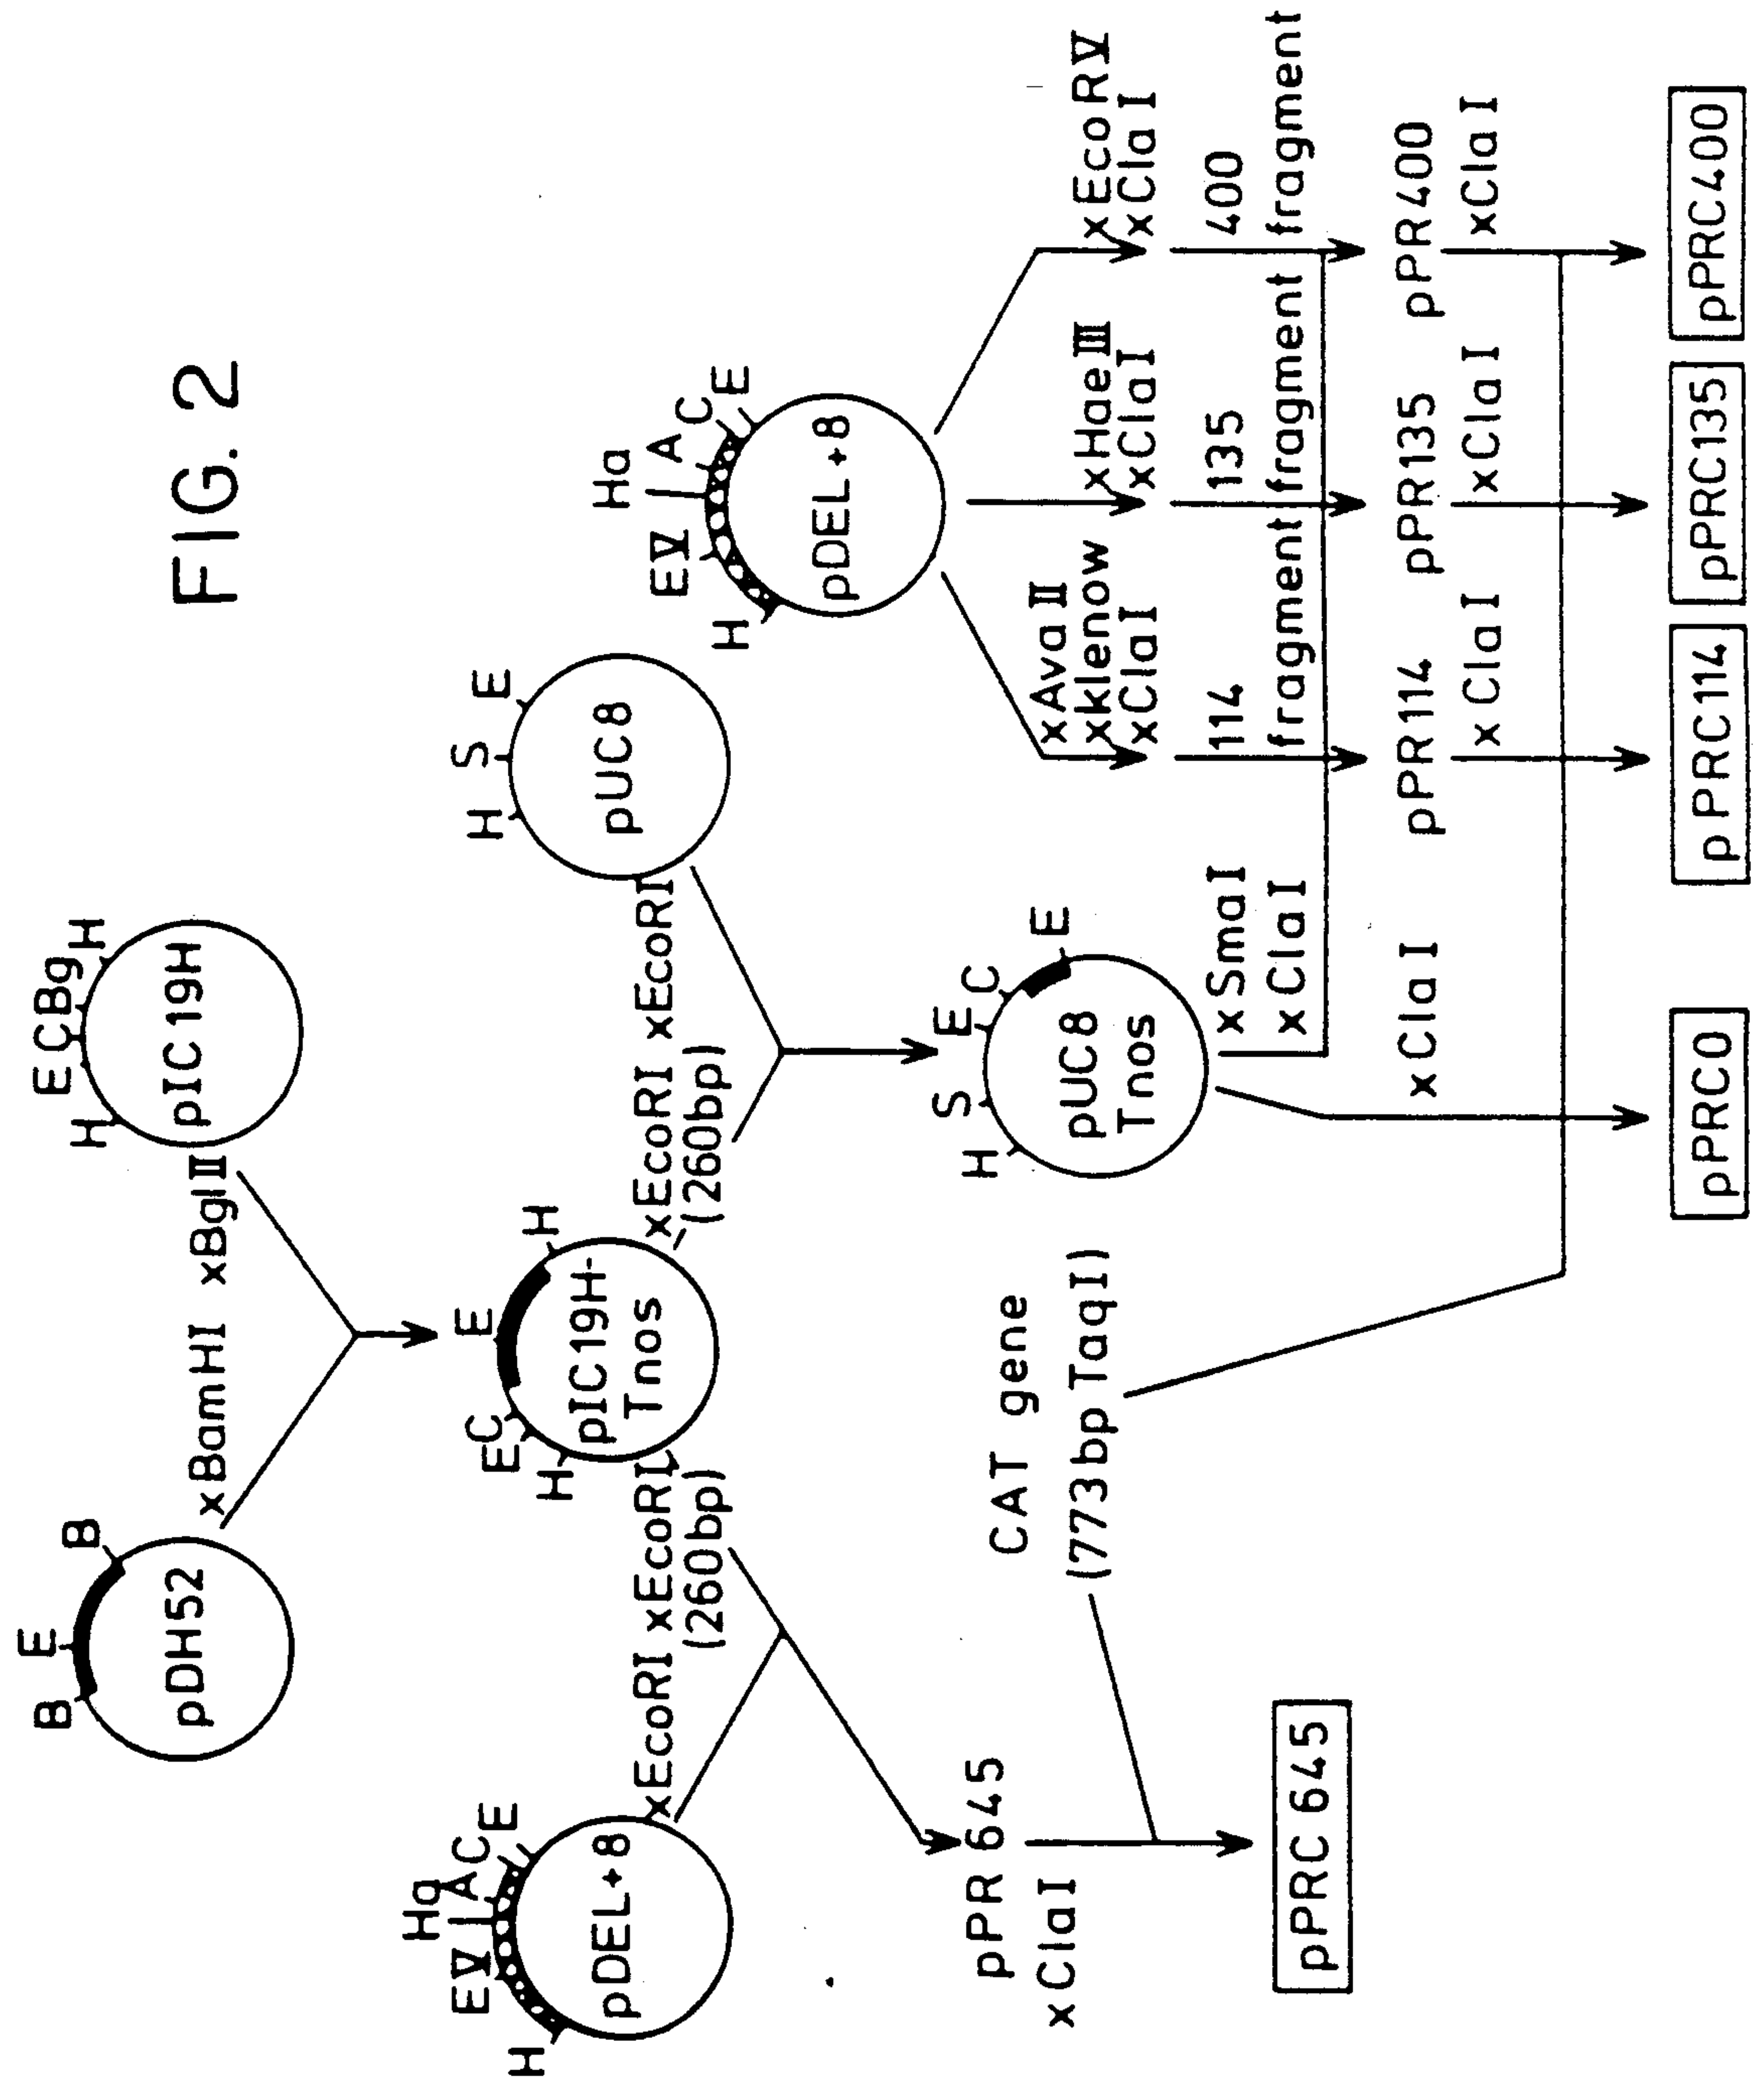 FIG. 2
B E B
pDH52
xBamHI xBglII
H E C Bg H
pIC19H
H EV Ha A C E
pDEL+8
xEcoRI xEcoRI
(260bp)
H E C E H
pIC19H-
Tnos
xEcoRI xEcoRI
(260bp)
H S E
pUC8
H EV Ha A C E
pDEL+8
H S E C E
pUC8
Tnos
pPR645
xClaI
CAT gene
(773bp TaqI)
xSmaI
xClaI
xAvaII
xklenow
xClaI
xHaeIII
xClaI
xEcoRV
xClaI
114
fragment
135
fragment
400
fragment
xClaI
pPR114
xClaI
pPR135
xClaI
pPR400
xClaI
pPRC645
pPRC0
pPRC114
pPRC135
pPRC400